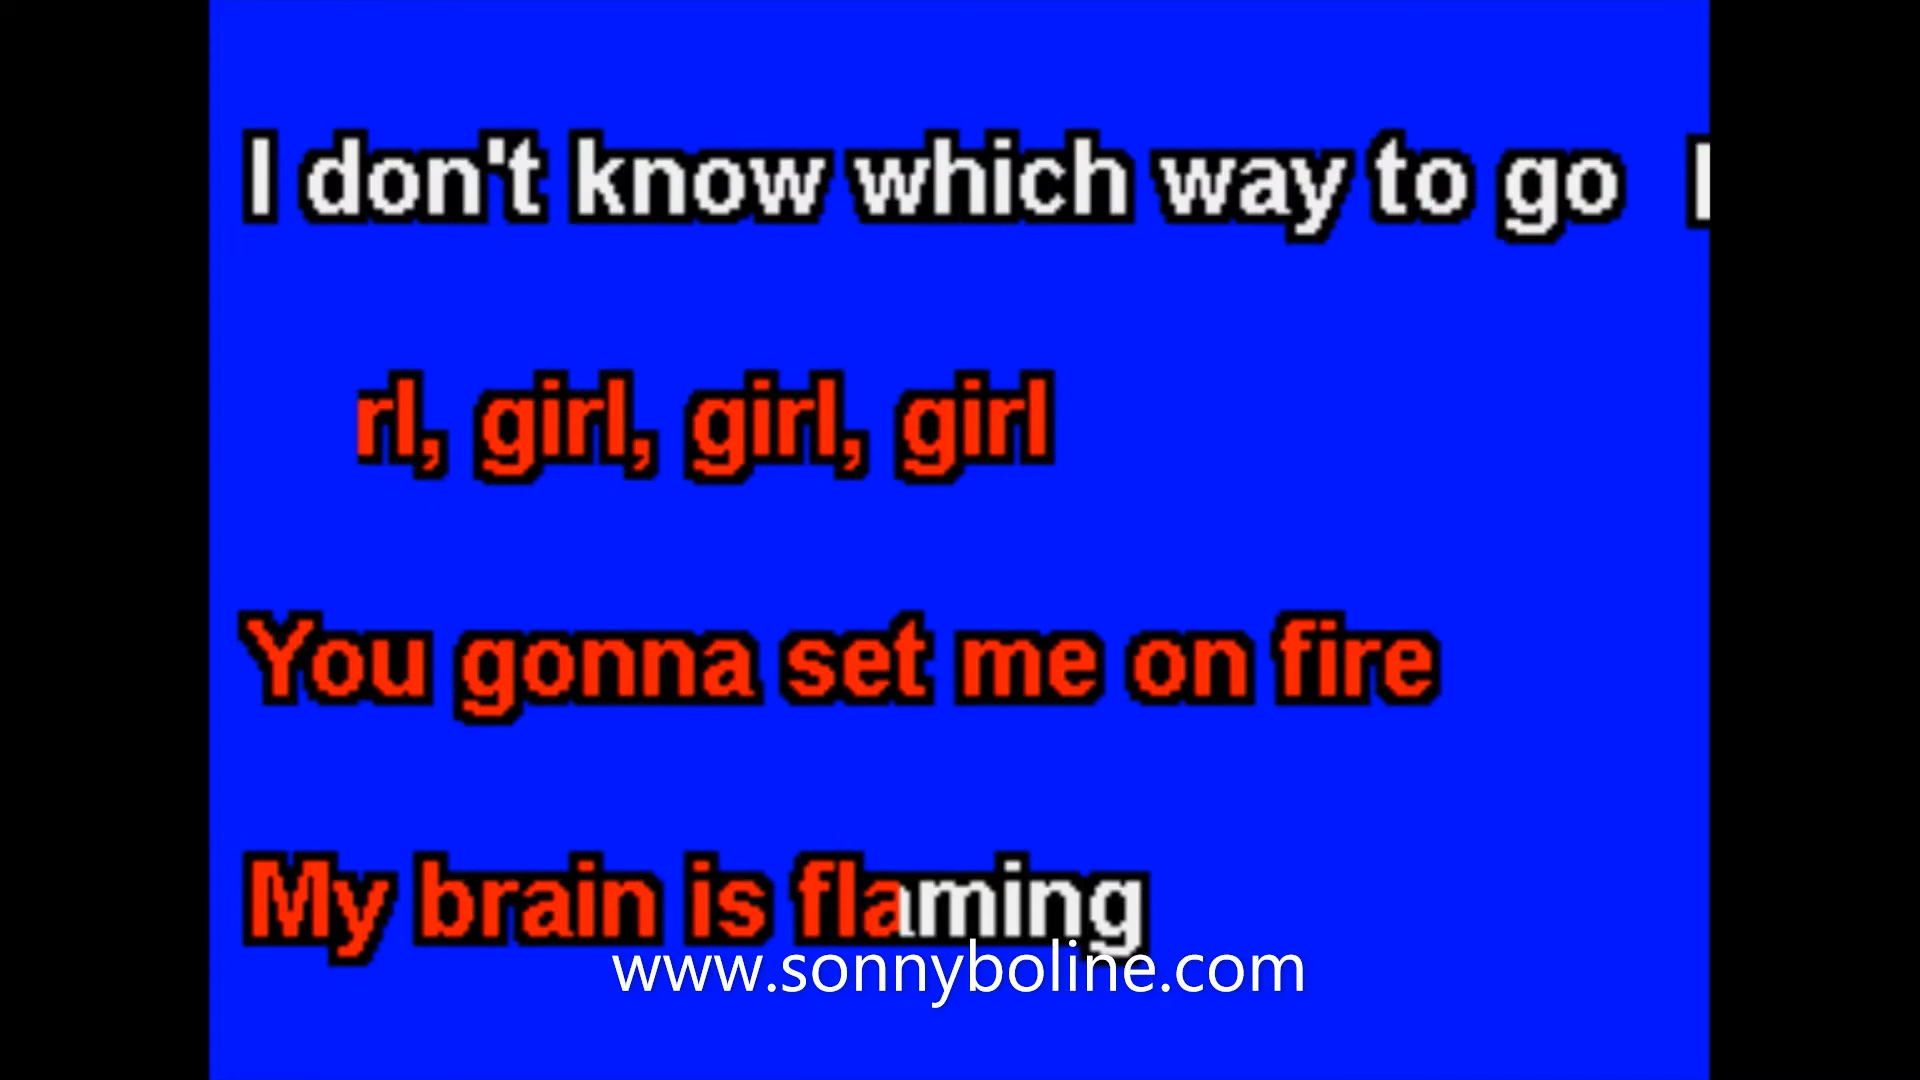 I don't know which way to go
rl, girl, girl, girl
You gonna set me on fire
My brain is flaming
www.sonnyboline.com